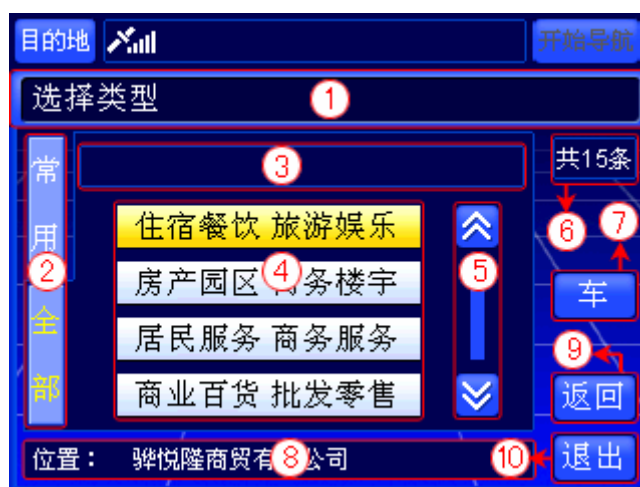 目的地
开始导航
选择类型
①
常用
全部
②
③
共15条
⑥
⑦
住宿餐饮 旅游娱乐
房产园区 商务楼宇
④
⑤
车
居民服务 商务服务
⑨
商业百货 批发零售
返回
位置: 骅悦隆商贸有 公司
⑧
⑩
退出